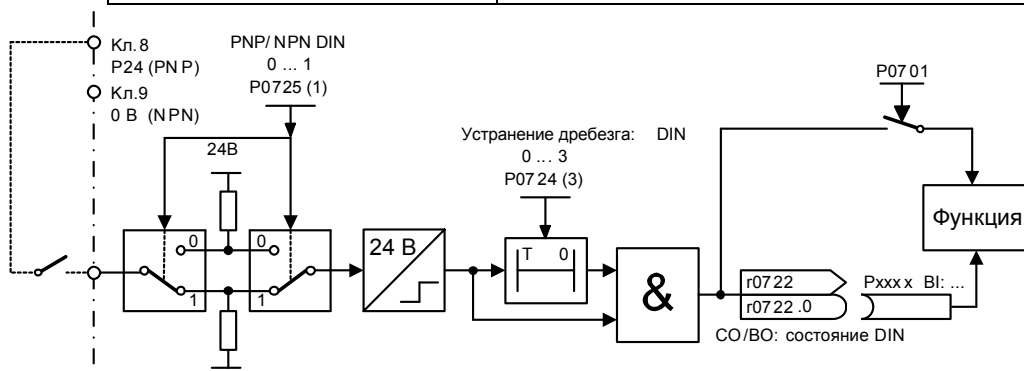 Кл.8
P24 (PNP)
Кл.9
0 В (NPN)
PNP/NPN DIN
0 ... 1
P0725 (1)
24В
0
0
1
1
24 В
Устранение дребезга: DIN
0 ... 3
P0724 (3)
T 0
&
P0701
Функция
r0722
r0722.0
Pxxxx BI: ...
CO/BO: состояние DIN